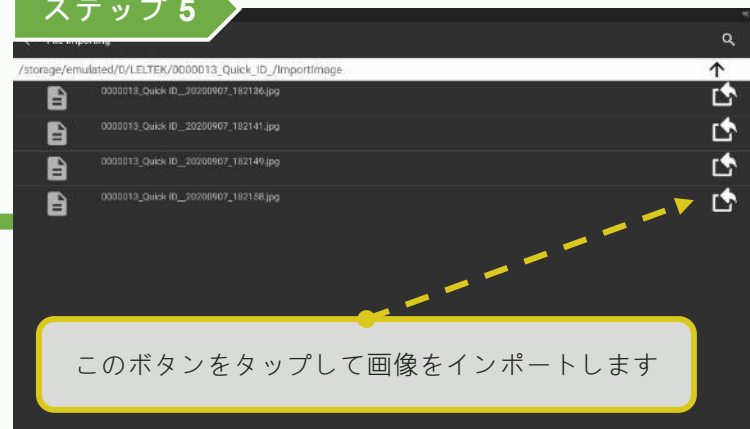 ステップ 5
/storage/emulated/0/LELTEK/0000013_Quick_ID_/ImportImage
0000013_Quick ID__20200907_182136.jpg
0000013_Quick ID__20200907_182141.jpg
0000013_Quick ID__20200907_182149.jpg
0000013_Quick ID__20200907_182158.jpg
このボタンをタップして画像をインポートします